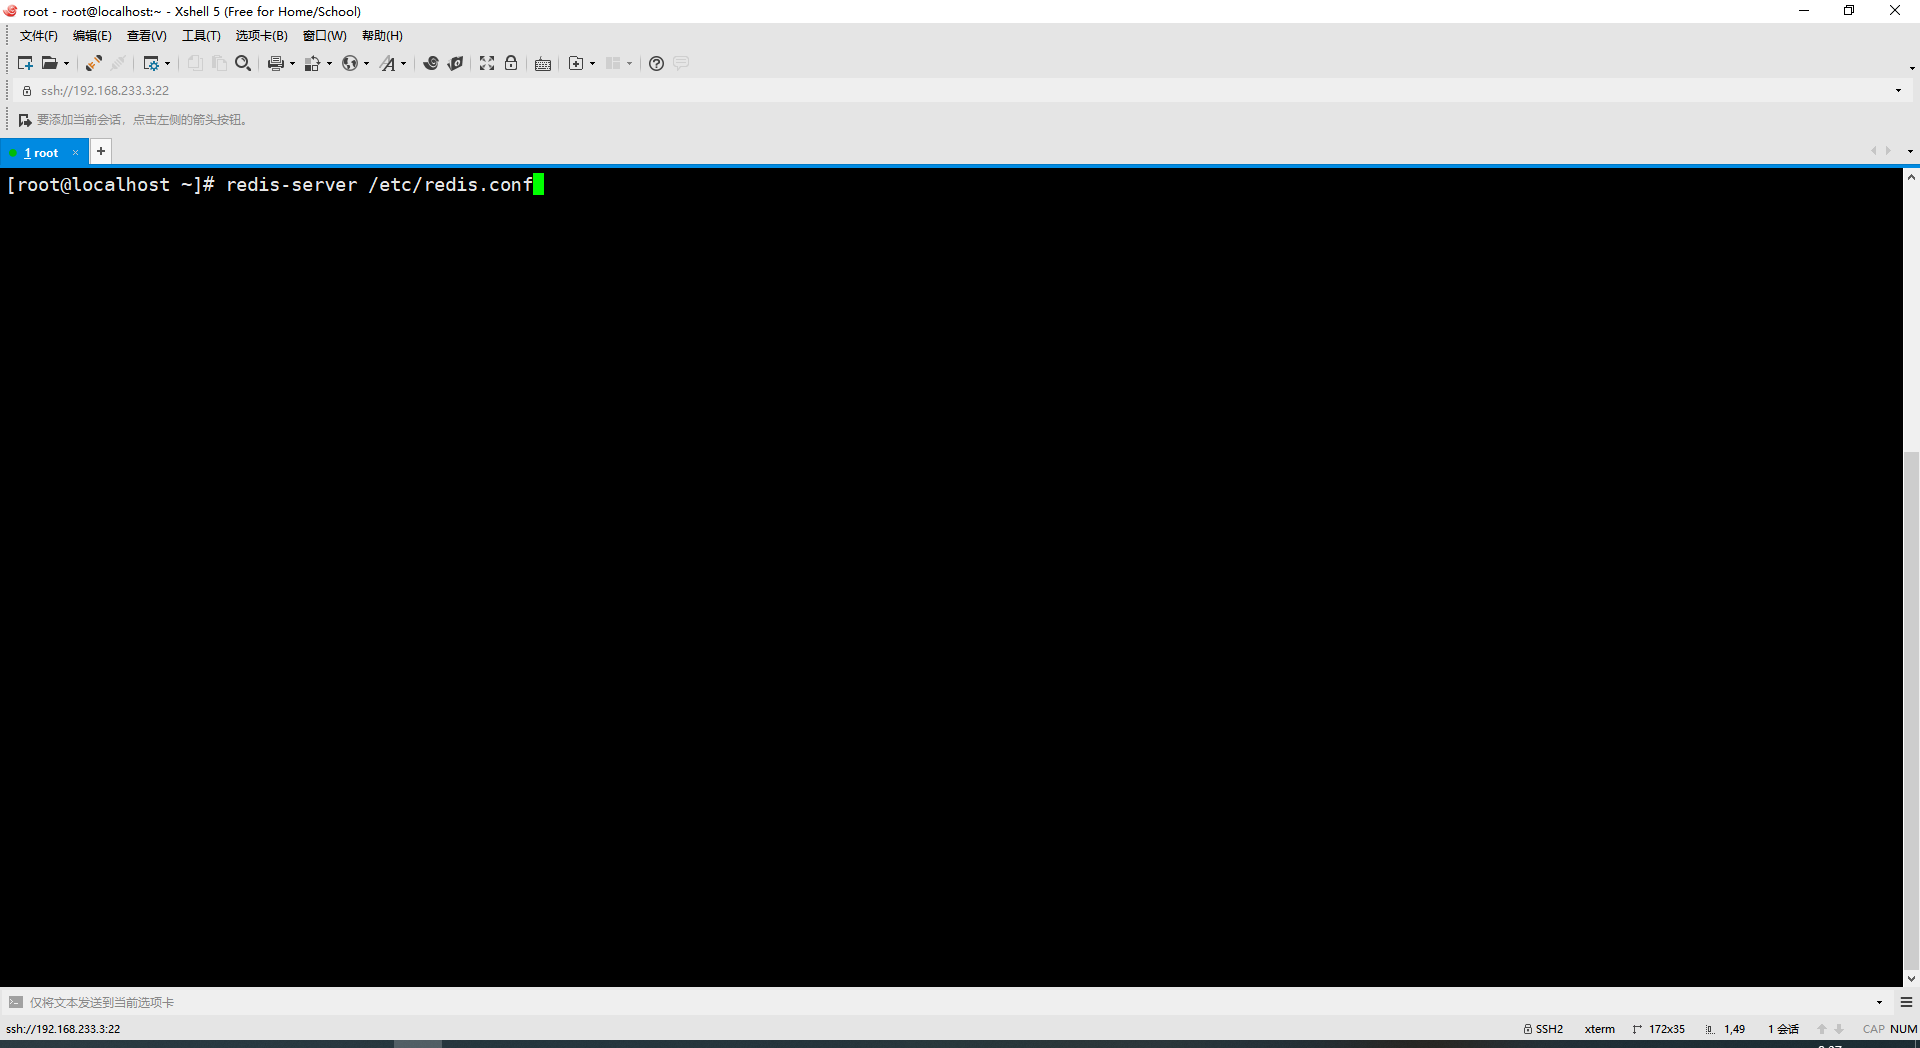 root - root@localhost:~ - Xshell 5 (Free for Home/School)
文件(F) 编辑(E) 查看(V) 工具(T) 选项卡(B) 窗口(W) 帮助(H)
ssh://192.168.233.3:22
要添加当前会话，点击左侧的箭头按钮。
1 root × +
[root@localhost ~]# redis-server /etc/redis.conf
仅将文本发送到当前选项卡
ssh://192.168.233.3:22 SSH2 xterm 172x35 1,49 1 会话 CAP NUM